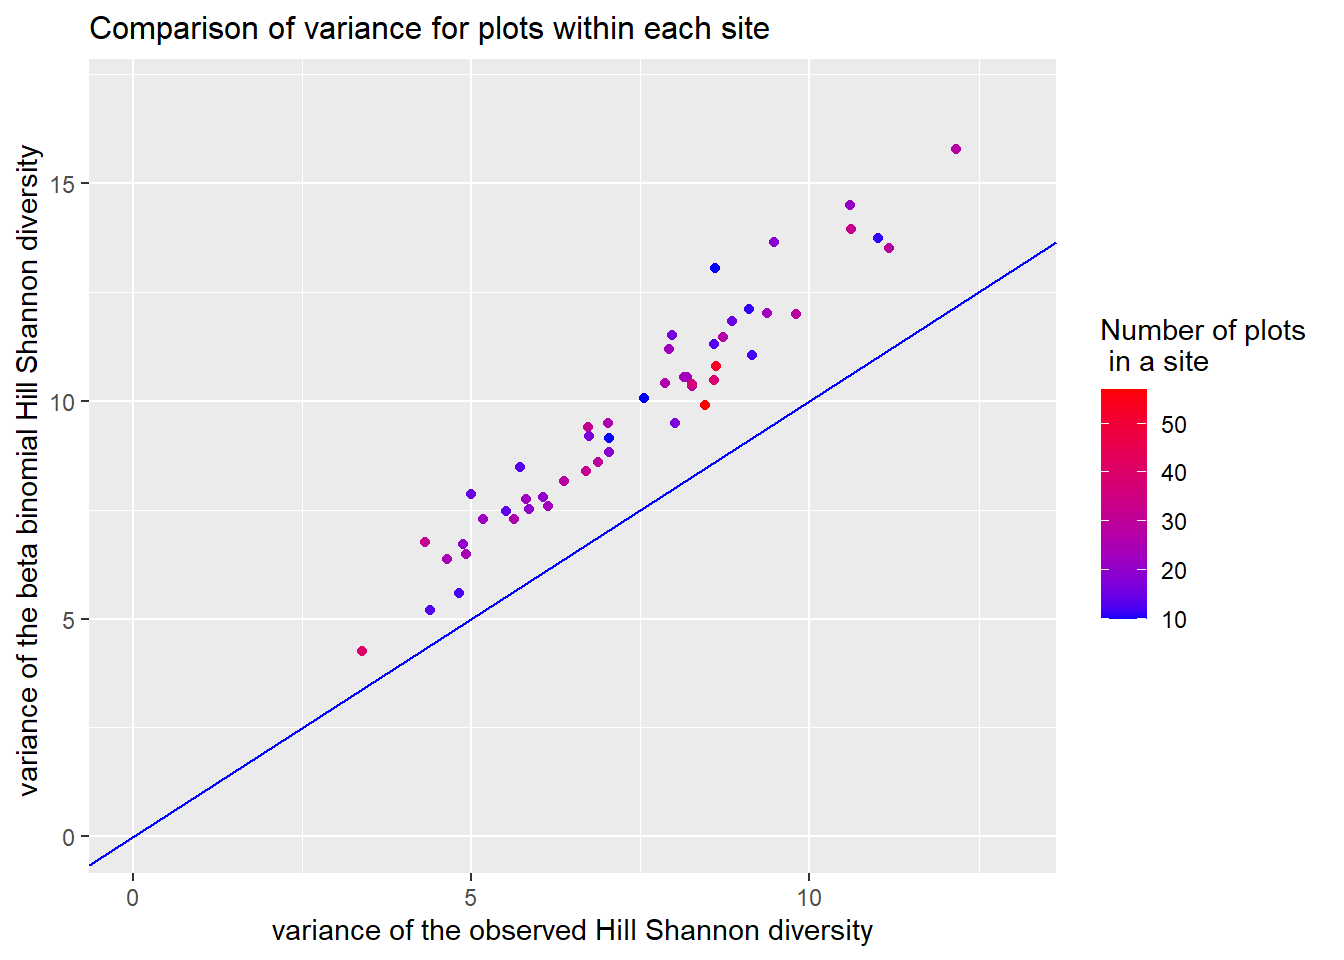 Comparison of variance for plots within each site
variance of the beta binomial Hill Shannon diversity
15
10
5
0
0
5
10
variance of the observed Hill Shannon diversity
Number of plots
in a site
50
40
30
20
10